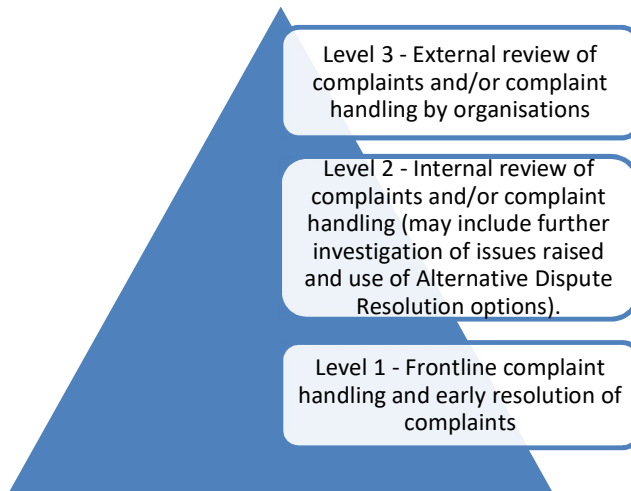 Level 3 - External review of
complaints and/or complaint
handling by organisations
Level 2 - Internal review of
complaints and/or complaint
handling (may include further
investigation of issues raised
and use of Alternative Dispute
Resolution options).
Level 1 - Frontline complaint
handling and early resolution of
complaints